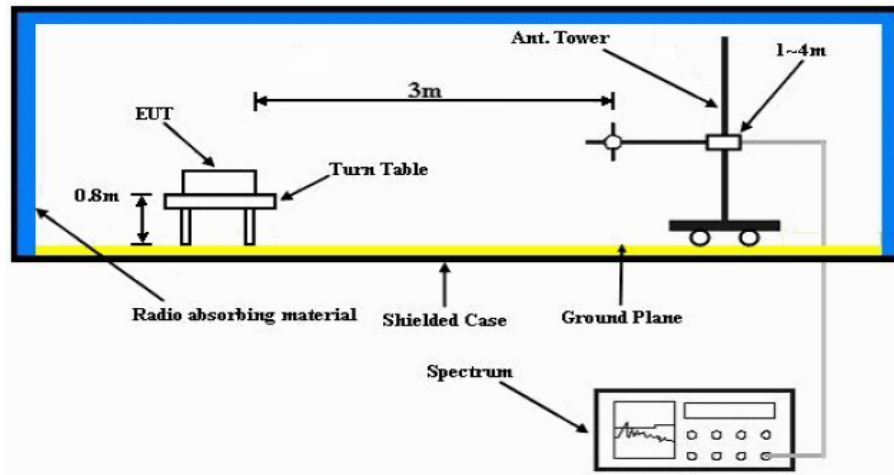 Ant. Tower
1~4m
3m
EUT
Turn Table
0.8m
Radio absorbing material
Shielded Case
Ground Plane
Spectrum